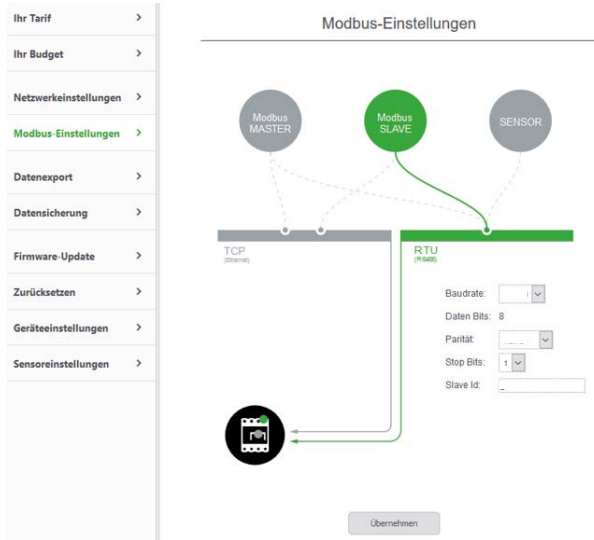 Ihr Tarif
Ihr Budget
Netzwerkeinstellungen
Modbus-Einstellungen
Datenexport
Datensicherung
Firmware-Update
Zurücksetzen
Geräteeinstellungen
Sensoreinstellungen
Modbus-Einstellungen
Modbus
MASTER
Modbus
SLAVE
SENSOR
TCP
(Ethernet)
RTU
(RS485)
Baudrate:
Daten Bits: 8
Parität:
Stop Bits: 1
Slave Id:
Übernehmen